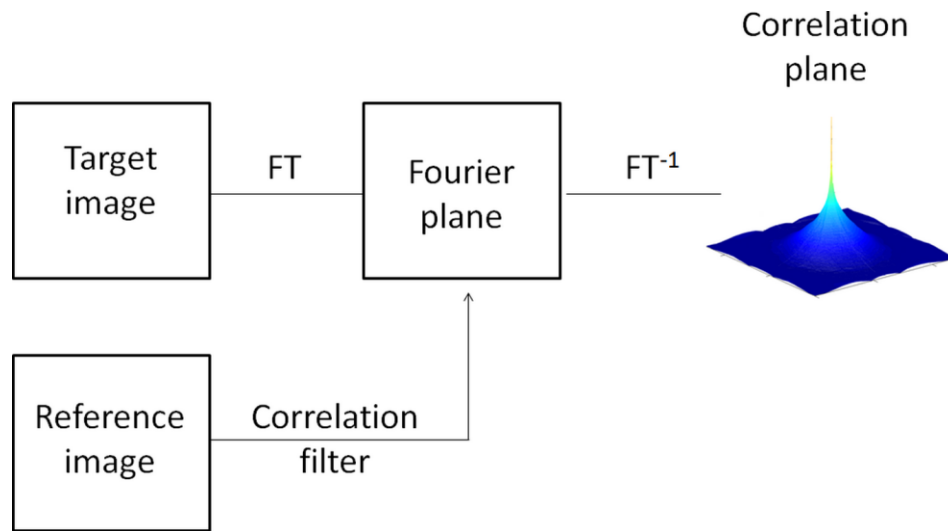 Correlation
plane
Target
image
FT
Fourier
plane
FT-1
Reference
image
Correlation
filter